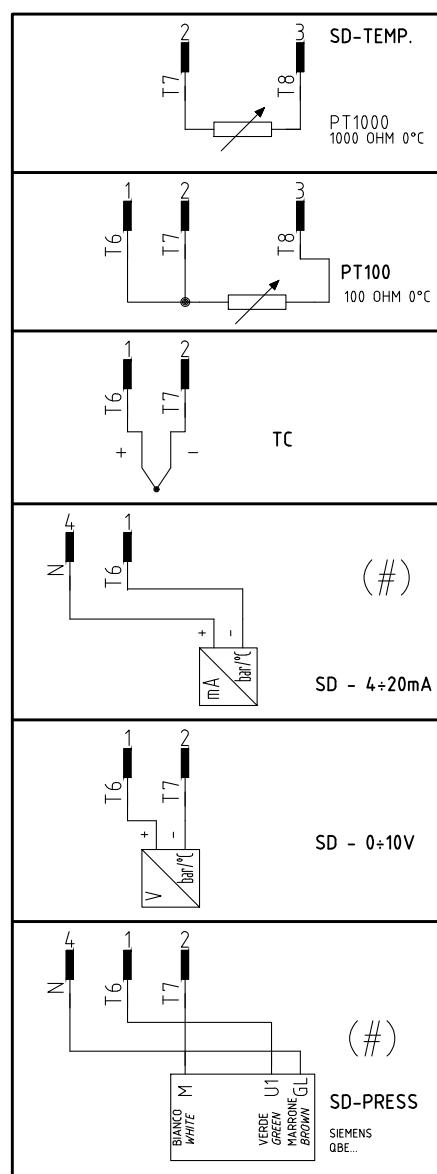 2 3 SD-TEMP.
T7 T8
PT1000
1000 OHM 0°C
1 2 3
T6 T7 T8
PT100
100 OHM 0°C
1 2
T6 T7
+ -
TC
4 1
N T6
(#)
+ -
mA bar/°C
SD - 4÷20mA
1 2
T6 T7
+ -
V bar/°C
SD - 0÷10V
4 1 2
N T6 T7
(#)
M U1 GL
BIANCO
WHITE
VERDE
GREEN
MARRONE
BROWN
SD-PRESS
SIEMENS
QBE...